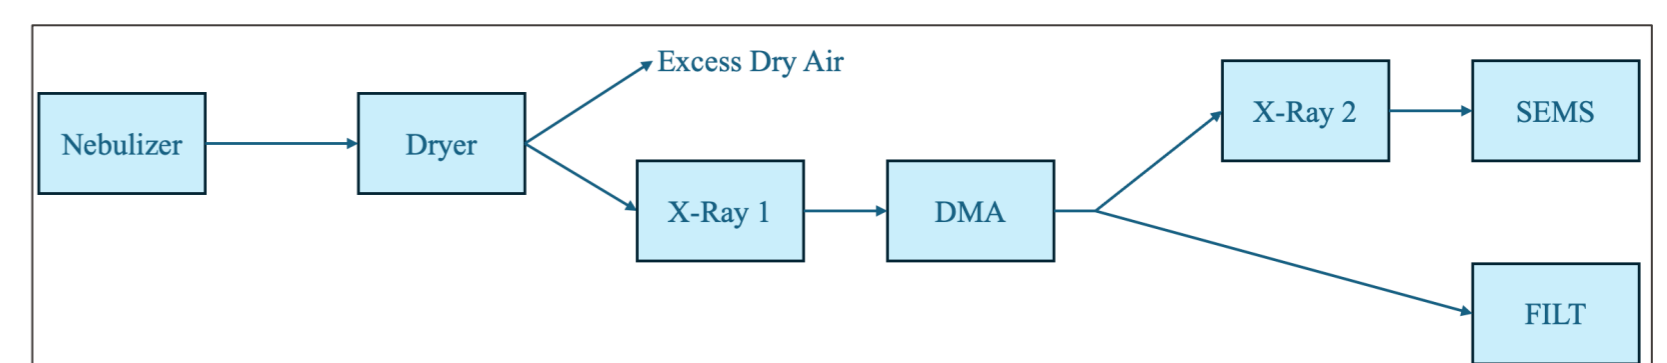 Excess Dry Air
Nebulizer
Dryer
X-Ray 1
DMA
X-Ray 2
SEMS
FILT